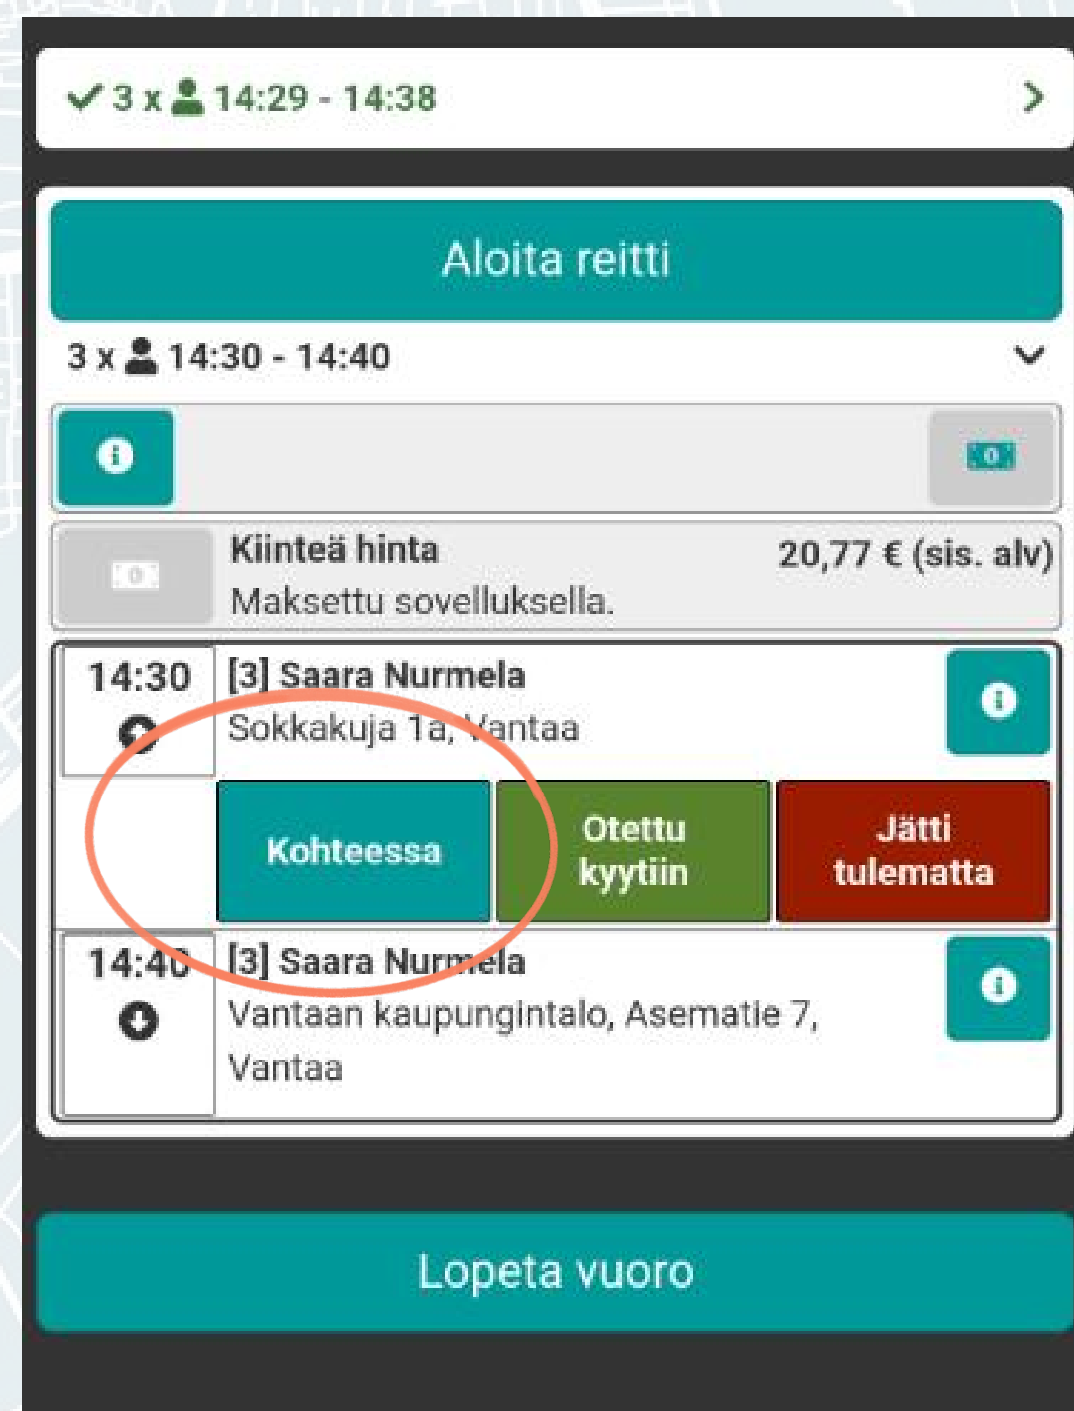 3 x 14:29 - 14:38
Aloita reitti
3 x 14:30 - 14:40
Kiinteä hinta 20,77 € (sis. alv)
Maksettu sovelluksella.
14:30 [3] Saara Nurmela
Sokkakuja 1a, Vantaa
Kohteessa
Otettu
kyytiin
Jätti
tulematta
14:40 [3] Saara Nurmela
Vantaan kaupungintalo, Asematie 7,
Vantaa
Lopeta vuoro